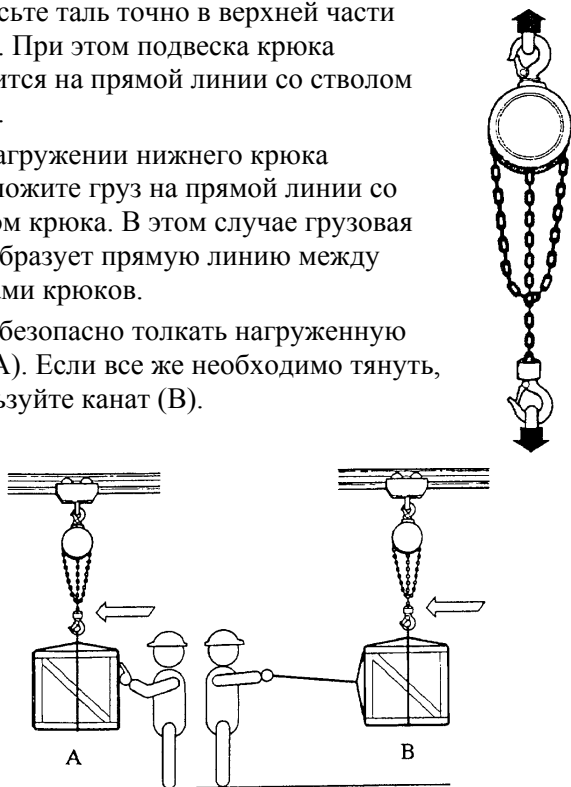 сьте таль точно в верхней части
. При этом подвеска крюка
ится на прямой линии со стволом
.
агружении нижнего крюка
ложите груз на прямой линии со
ом крюка. В этом случае грузовая
бразует прямую линию между
ами крюков.
безопасно толкать нагруженную
А). Если все же необходимо тянуть,
ьзуйте канат (В).
A
B